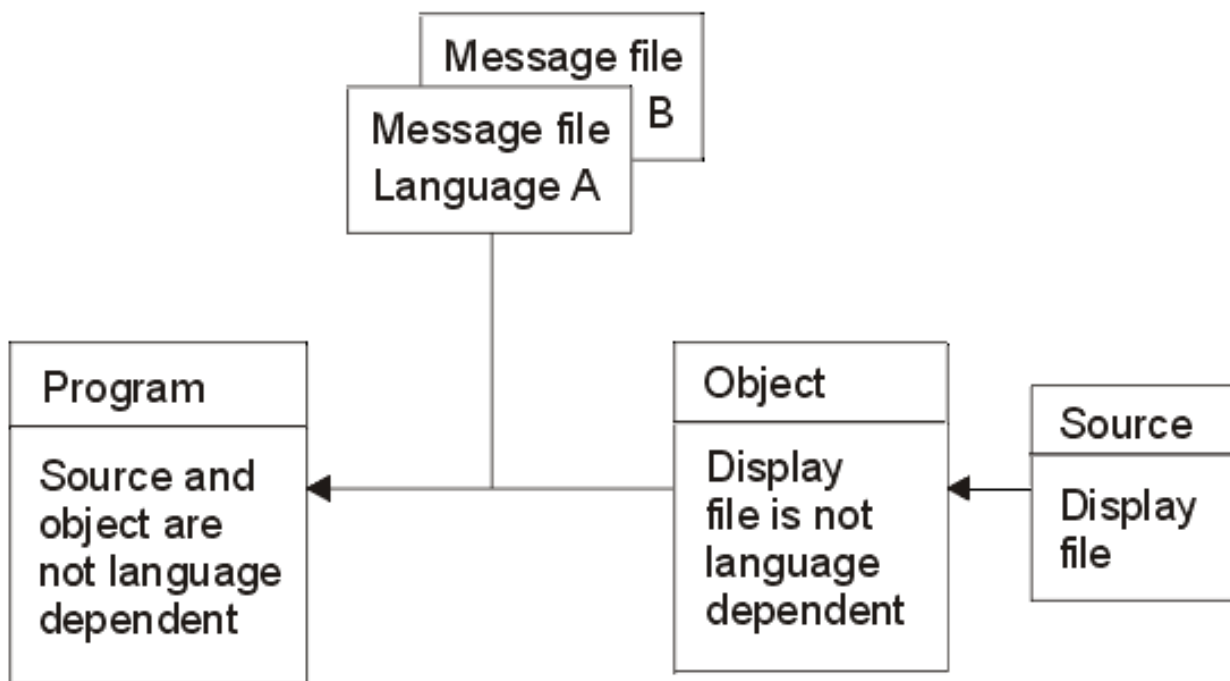 Message file
B
Message file
Language A
Program
Source and
object are
not language
dependent
Object
Display
file is not
language
dependent
Source
Display
file